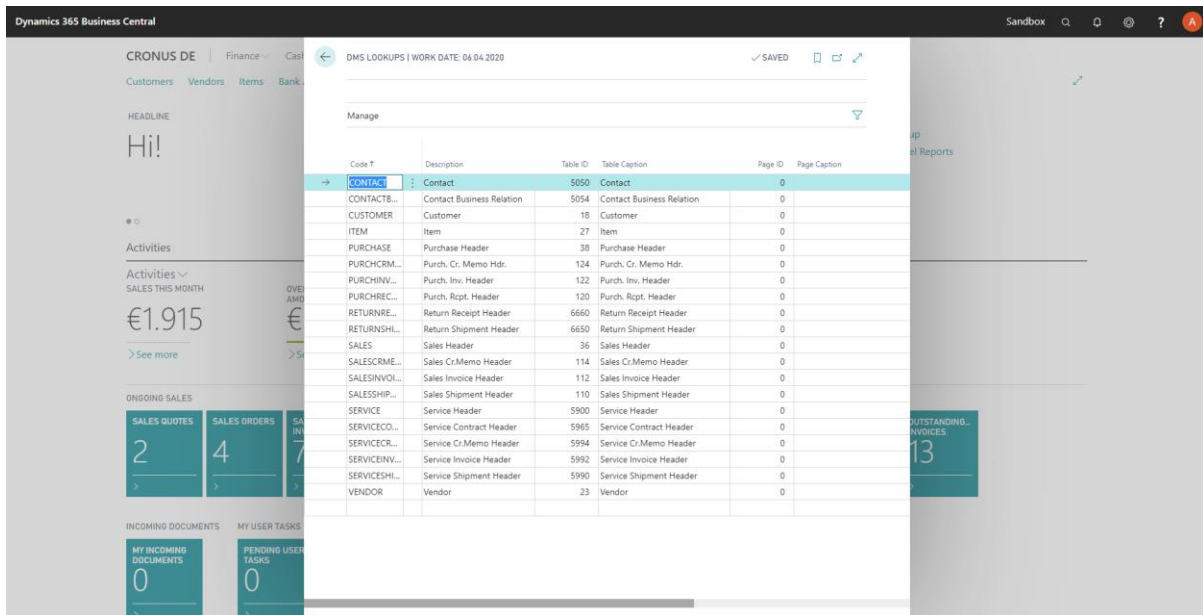 Dynamics 365 Business Central
Sandbox ? A
CRONUS DE Finance Cas
Customers Vendors Items Bank
HEADLINE
Hi!
Activities
Activities
SALES THIS MONTH
€1.915
>See more
OVE
AMO
€
>Se
ONGOING SALES
SALES QUOTES
2
SALES ORDERS
4
SA
INV
7
INCOMING DOCUMENTS MY USER TASKS
MY INCOMING DOCUMENTS
0
PENDING USER
TASKS
0
DMS LOOKUPS | WORK DATE: 06.04.2020 ✓ SAVED
Manage
Code ↑ Description Table ID Table Caption Page ID Page Caption
→ CONTACT Contact 5050 Contact 0
CONTACTB... Contact Business Relation 5054 Contact Business Relation 0
CUSTOMER Customer 18 Customer 0
ITEM Item 27 Item 0
PURCHASE Purchase Header 38 Purchase Header 0
PURCHCRM... Purch. Cr. Memo Hdr. 124 Purch. Cr. Memo Hdr. 0
PURCHINV... Purch. Inv. Header 122 Purch. Inv. Header 0
PURCHREC... Purch. Rcpt. Header 120 Purch. Rcpt. Header 0
RETURNRE... Return Receipt Header 6660 Return Receipt Header 0
RETURNSHI... Return Shipment Header 6650 Return Shipment Header 0
SALES Sales Header 36 Sales Header 0
SALESCRME... Sales Cr.Memo Header 114 Sales Cr.Memo Header 0
SALESINVOI... Sales Invoice Header 112 Sales Invoice Header 0
SALESSHIP... Sales Shipment Header 110 Sales Shipment Header 0
SERVICE Service Header 5900 Service Header 0
SERVICECO... Service Contract Header 5965 Service Contract Header 0
SERVICECR... Service Cr.Memo Header 5994 Service Cr.Memo Header 0
SERVICEINV... Service Invoice Header 5992 Service Invoice Header 0
SERVICESHI... Service Shipment Header 5990 Service Shipment Header 0
VENDOR Vendor 23 Vendor 0
up
el Reports
OUTSTANDING...
INVOICES
13